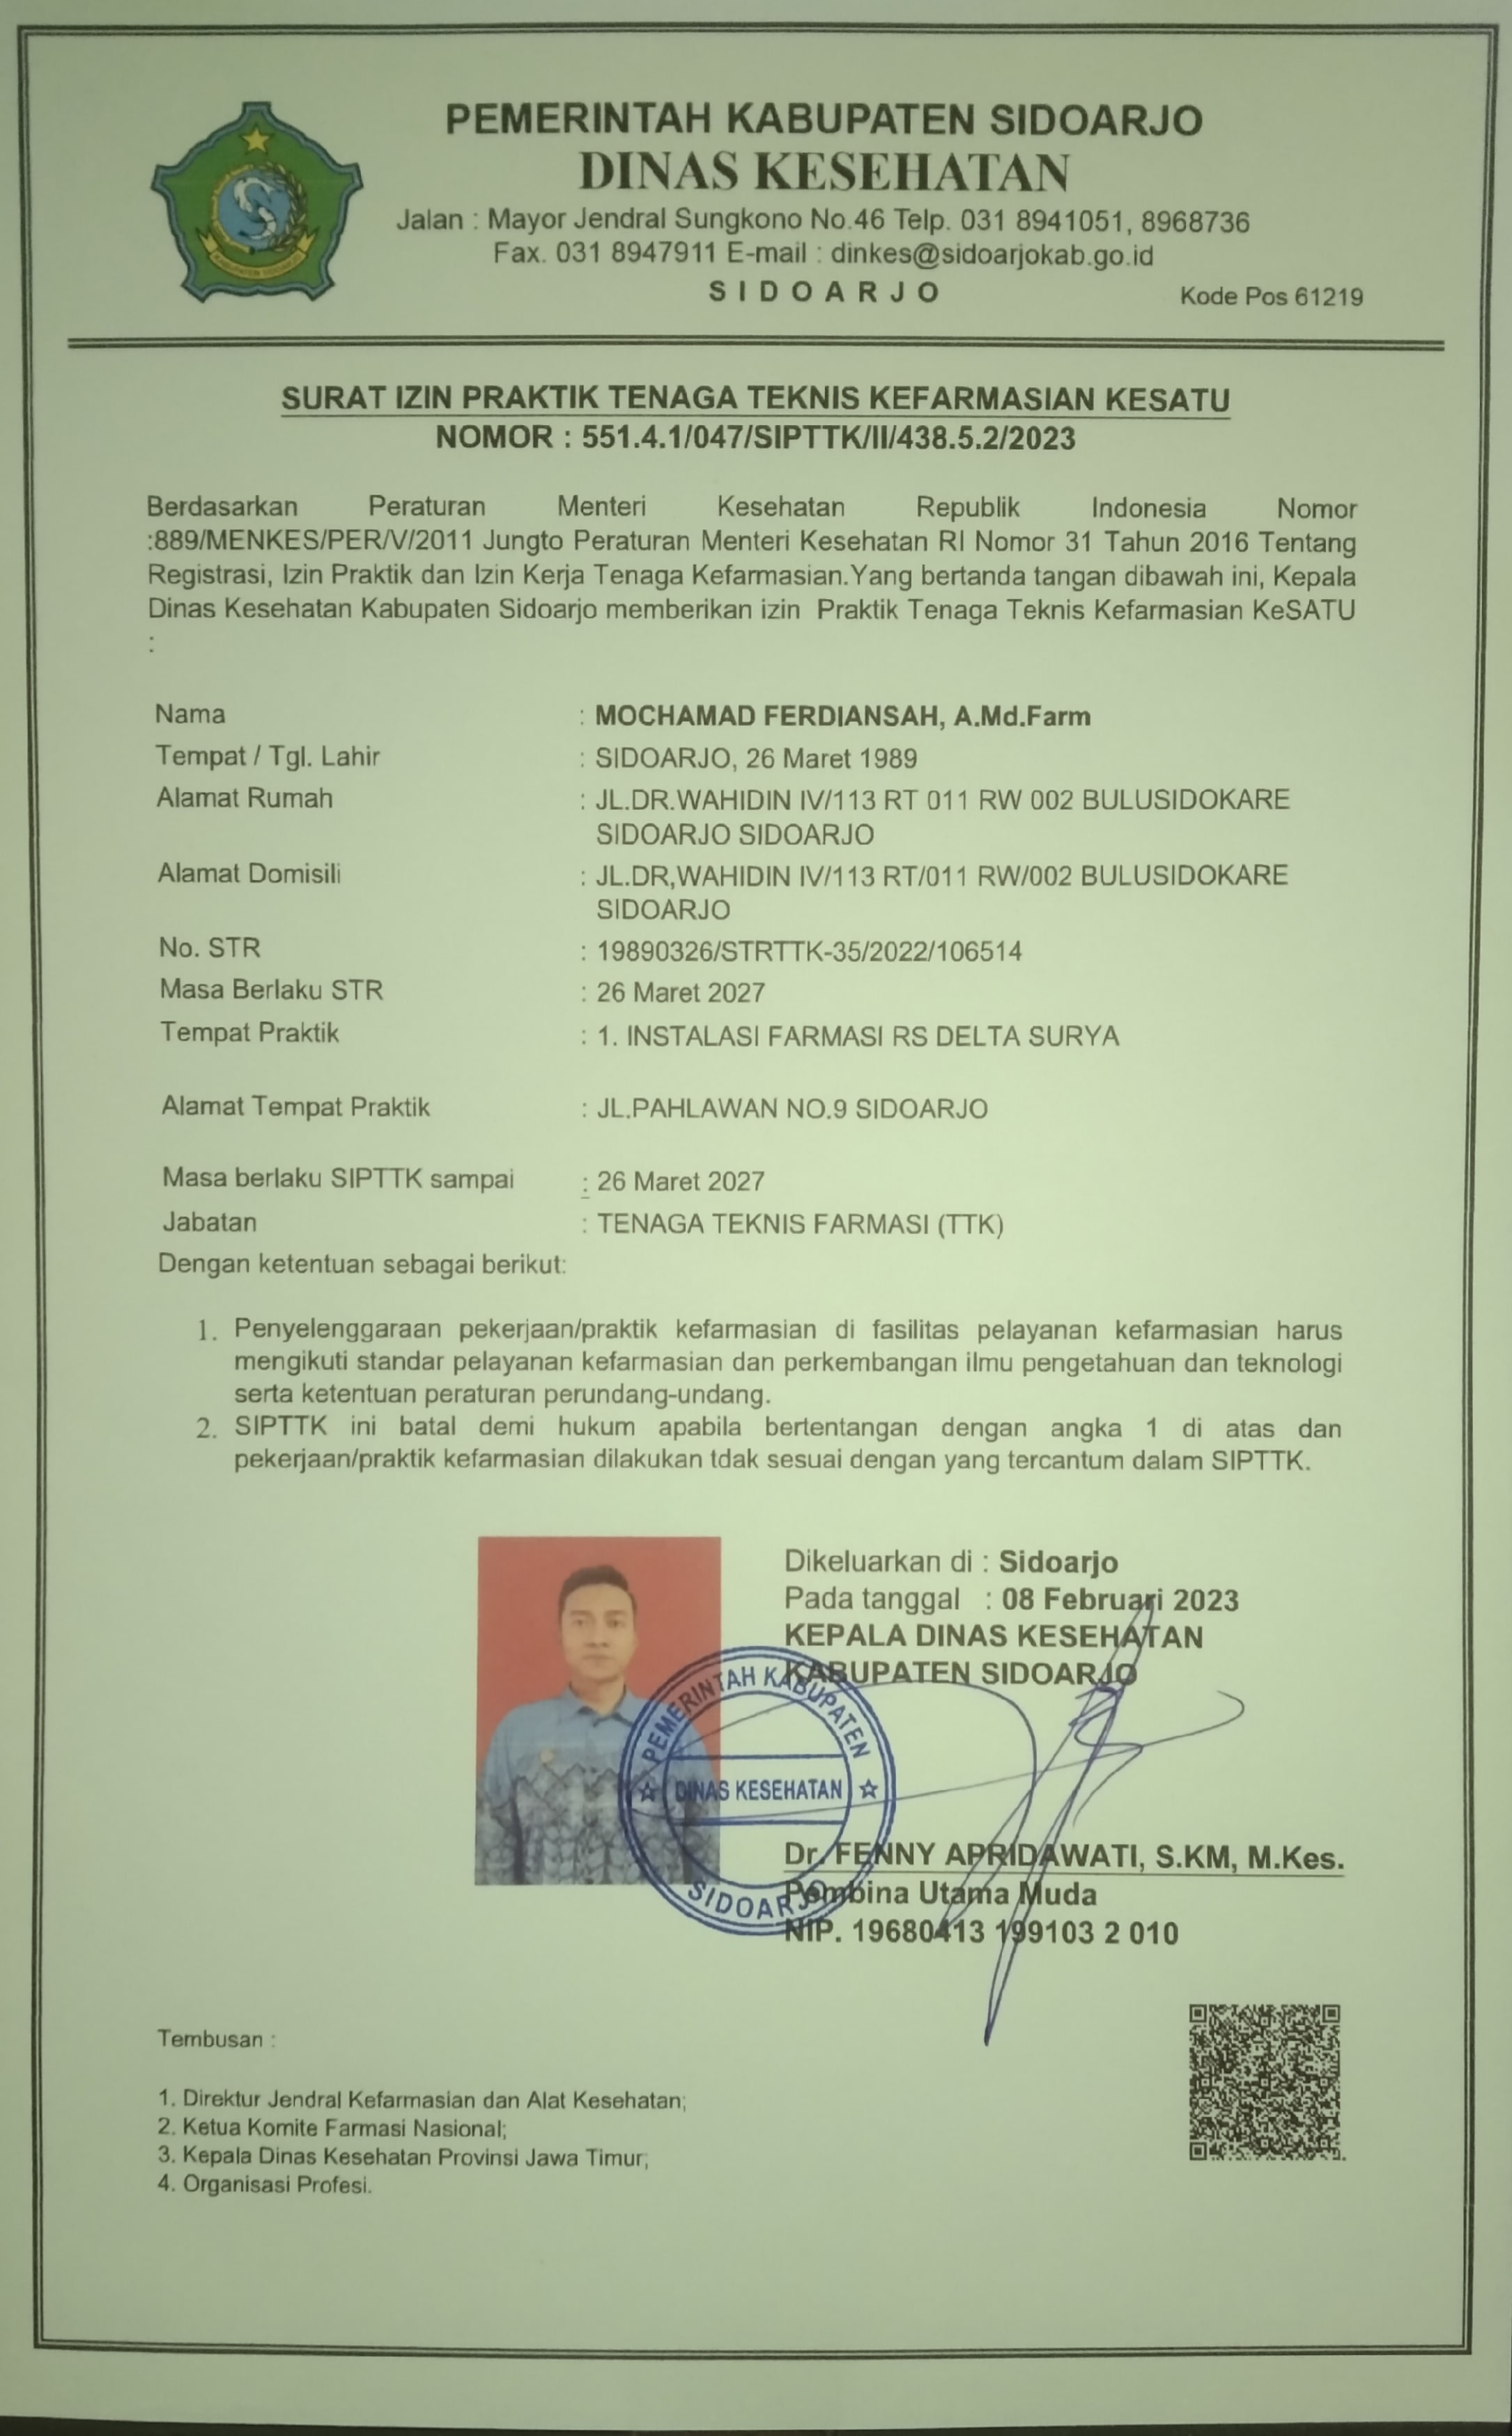 PEMERINTAH KABUPATEN SIDOARJO
DINAS KESEHATAN
Jalan : Mayor Jendral Sungkono No.46 Telp. 031 8941051, 8968736
Fax. 031 8947911 E-mail : dinkes@sidoarjokab.go.id
S I D O A R J O
Kode Pos 61219
KABUPATEN SIDOARJO
SURAT IZIN PRAKTIK TENAGA TEKNIS KEFARMASIAN KESATU
NOMOR : 551.4.1/047/SIPTTK/II/438.5.2/2023
Berdasarkan Peraturan Menteri Kesehatan Republik Indonesia Nomor
:889/MENKES/PER/V/2011 Jungto Peraturan Menteri Kesehatan RI Nomor 31 Tahun 2016 Tentang
Registrasi, Izin Praktik dan Izin Kerja Tenaga Kefarmasian.Yang bertanda tangan dibawah ini, Kepala
Dinas Kesehatan Kabupaten Sidoarjo memberikan izin Praktik Tenaga Teknis Kefarmasian KeSATU
:
Nama : MOCHAMAD FERDIANSAH, A.Md.Farm
Tempat / Tgl. Lahir : SIDOARJO, 26 Maret 1989
Alamat Rumah : JL.DR.WAHIDIN IV/113 RT 011 RW 002 BULUSIDOKARE
SIDOARJO SIDOARJO
Alamat Domisili : JL.DR,WAHIDIN IV/113 RT/011 RW/002 BULUSIDOKARE
SIDOARJO
No. STR : 19890326/STRTTK-35/2022/106514
Masa Berlaku STR : 26 Maret 2027
Tempat Praktik : 1. INSTALASI FARMASI RS DELTA SURYA
Alamat Tempat Praktik : JL.PAHLAWAN NO.9 SIDOARJO
Masa berlaku SIPTTK sampai : 26 Maret 2027
Jabatan : TENAGA TEKNIS FARMASI (TTK)
Dengan ketentuan sebagai berikut:
1. Penyelenggaraan pekerjaan/praktik kefarmasian di fasilitas pelayanan kefarmasian harus
mengikuti standar pelayanan kefarmasian dan perkembangan ilmu pengetahuan dan teknologi
serta ketentuan peraturan perundang-undang.
2. SIPTTK ini batal demi hukum apabila bertentangan dengan angka 1 di atas dan
pekerjaan/praktik kefarmasian dilakukan tdak sesuai dengan yang tercantum dalam SIPTTK.
Dikeluarkan di : Sidoarjo
Pada tanggal : 08 Februari 2023
KEPALA DINAS KESEHATAN
KABUPATEN SIDOARJO
PEMERINTAH KABUPATEN
DINAS KESEHATAN
SIDOARJO
Dr. FENNY APRIDAWATI, S.KM, M.Kes.
Pembina Utama Muda
NIP. 19680413 199103 2 010
Tembusan :
1. Direktur Jendral Kefarmasian dan Alat Kesehatan;
2. Ketua Komite Farmasi Nasional;
3. Kepala Dinas Kesehatan Provinsi Jawa Timur;
4. Organisasi Profesi.